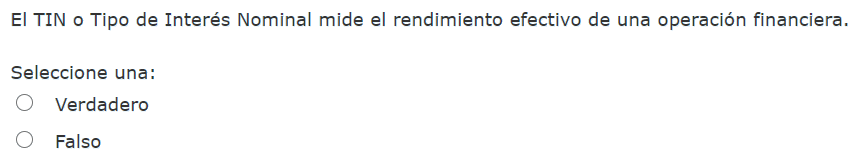 El TIN o Tipo de Interés Nominal mide el rendimiento efectivo de una operación financiera.
Seleccione una:
Verdadero
Falso